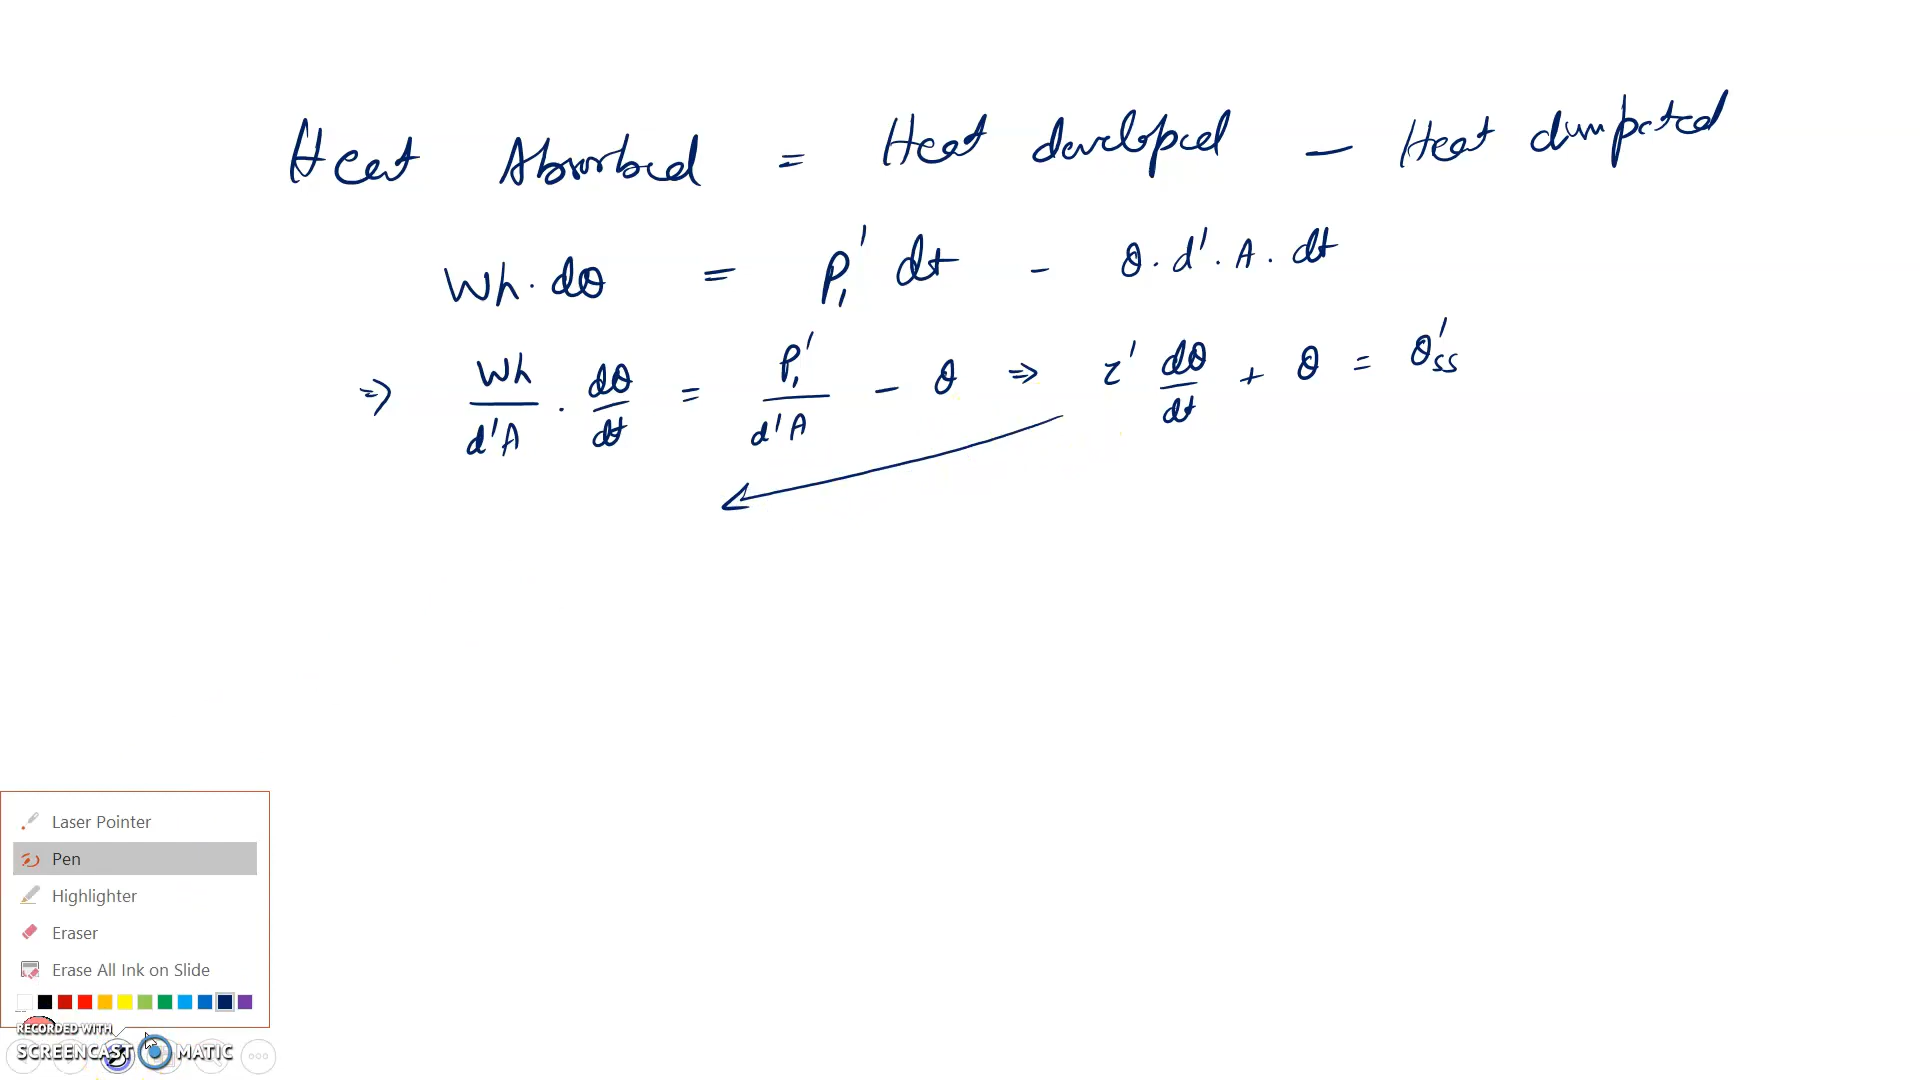 Heat Absorbed = Heat developed - Heat dumpated
Wh. dθ = P₁' dt - θ. d'. A. dt
⇒ Wh/d'A . dθ/dt = P₁'/d'A - θ ⇒ τ' dθ/dt + θ = θ'ss
Laser Pointer
Pen
Highlighter
Eraser
Erase All Ink on Slide
RECORDED WITH
SCREENCAST MATIC